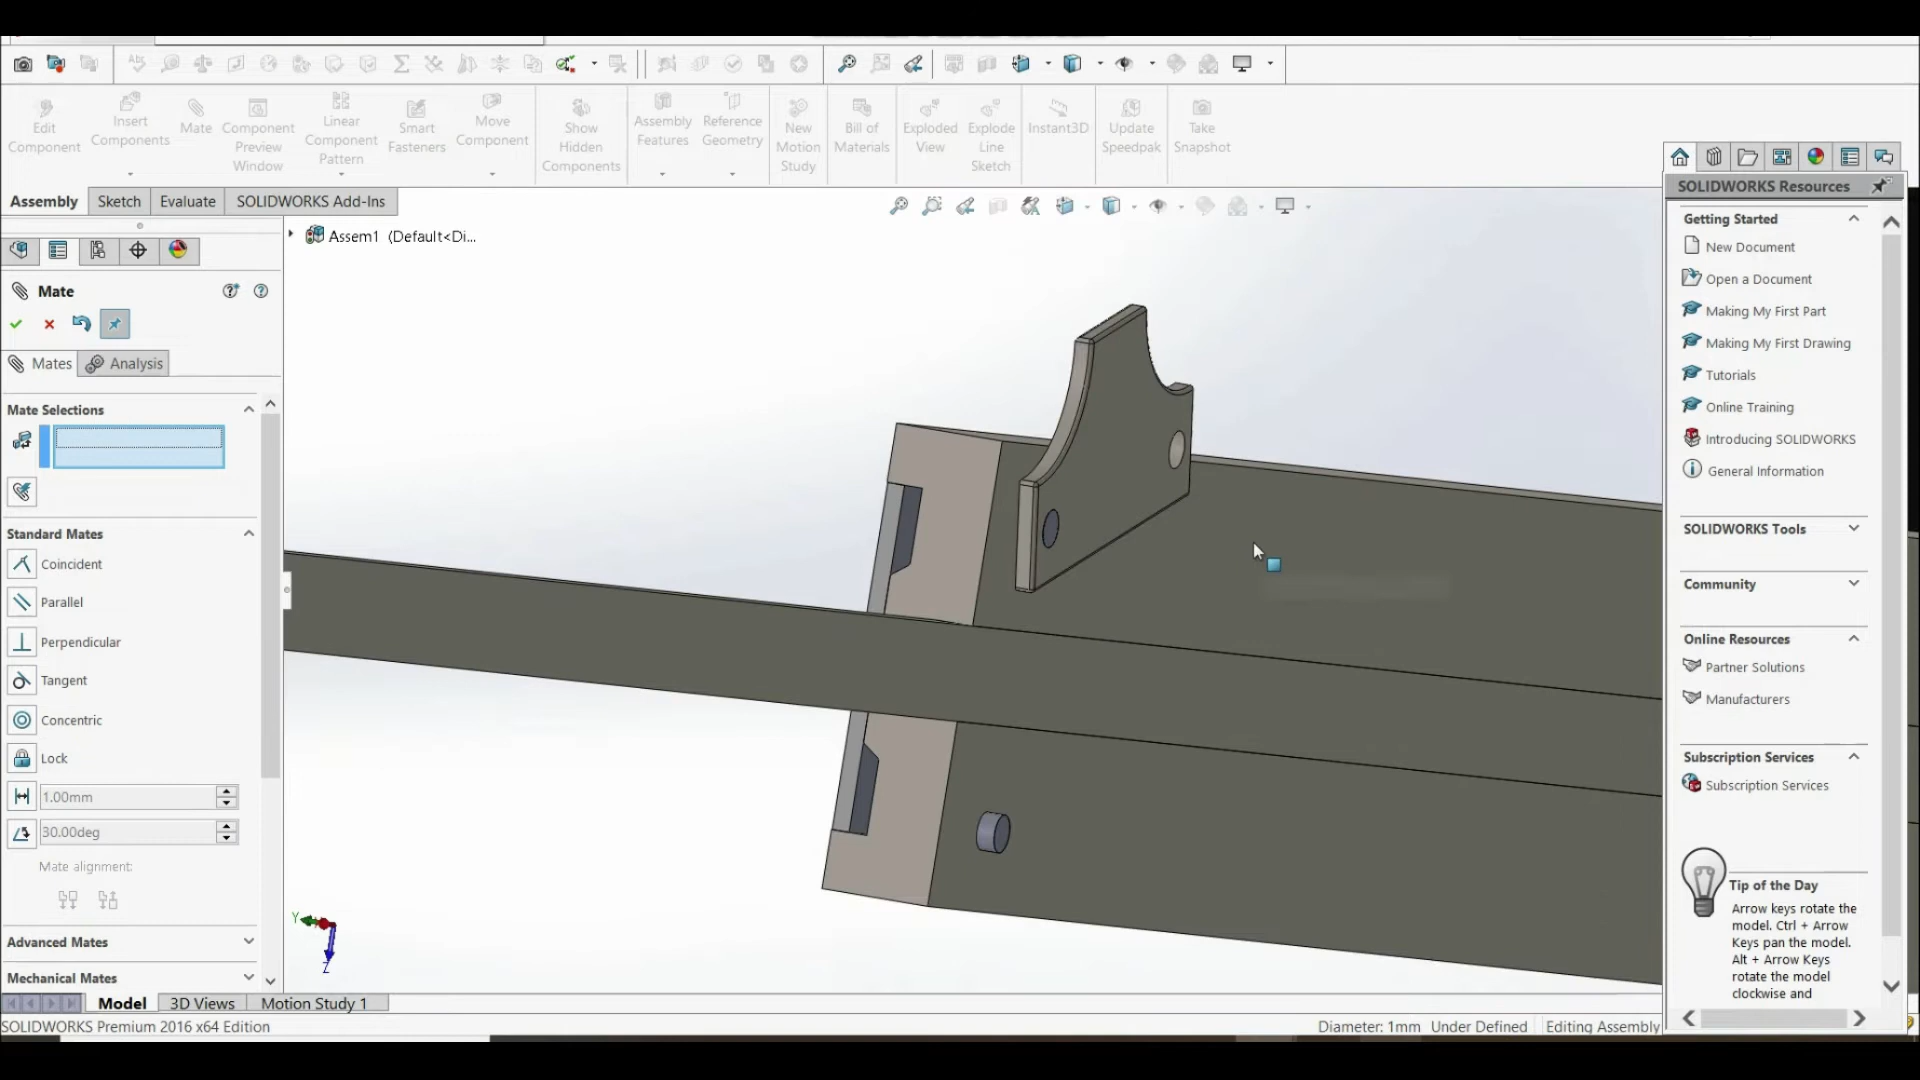 Edit Component
Insert Components
Mate
Component Preview Window
Linear Component Pattern
Smart Fasteners
Move Component
Show Hidden Components
Assembly Features
Reference Geometry
New Motion Study
Bill of Materials
Exploded View
Explode Line Sketch
Instant3D
Update Speedpak
Take Snapshot
Assembly
Sketch
Evaluate
SOLIDWORKS Add-Ins
Assem1 (Default<Di...
Mate
Mates
Analysis
Mate Selections
Standard Mates
Coincident
Parallel
Perpendicular
Tangent
Concentric
Lock
1.00mm
30.00deg
Mate alignment:
Advanced Mates
Mechanical Mates
Y
Z
Model
3D Views
Motion Study 1
SOLIDWORKS Premium 2016 x64 Edition
Diameter: 1mm
Under Defined
Editing Assembly
SOLIDWORKS Resources
Getting Started
New Document
Open a Document
Making My First Part
Making My First Drawing
Tutorials
Online Training
Introducing SOLIDWORKS
General Information
SOLIDWORKS Tools
Community
Online Resources
Partner Solutions
Manufacturers
Subscription Services
Subscription Services
Tip of the Day
Arrow keys rotate the
model. Ctrl + Arrow
Keys pan the model.
Alt + Arrow Keys
rotate the model
clockwise and